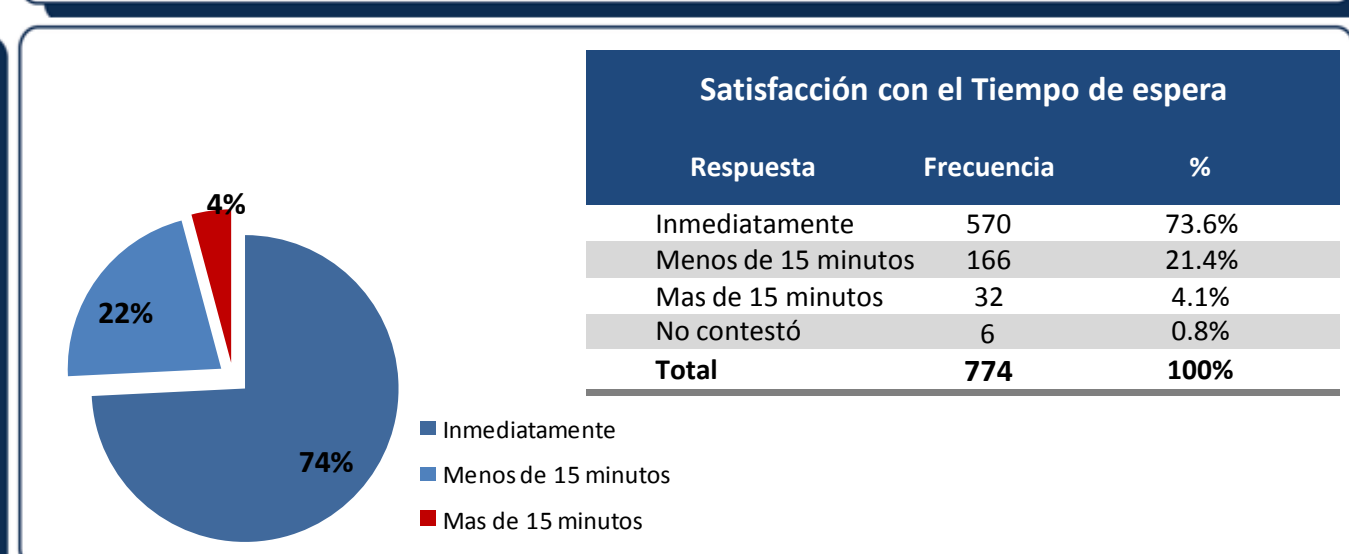 Satisfacción con el Tiempo de espera
Respuesta Frecuencia %
Inmediatamente 570 73.6%
Menos de 15 minutos 166 21.4%
Mas de 15 minutos 32 4.1%
No contestó 6 0.8%
Total 774 100%
4%
22%
74%
Inmediatamente
Menos de 15 minutos
Mas de 15 minutos